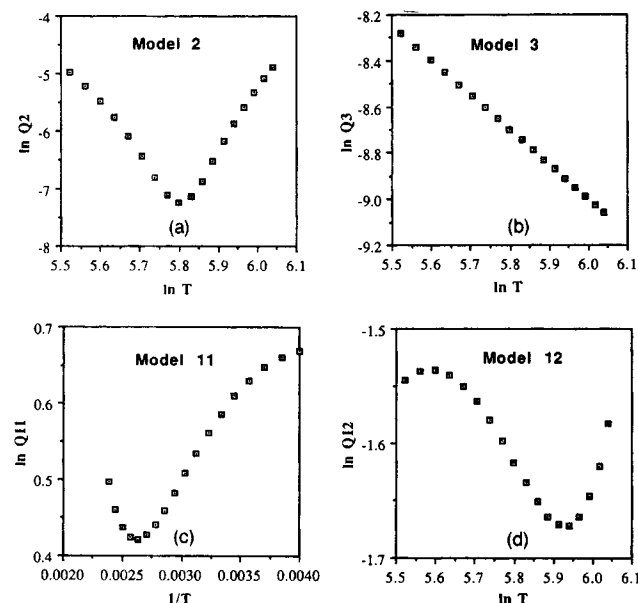 Model 2
ln Q2
-4
-5
-6
-7
-8
(a)
5.5 5.6 5.7 5.8 5.9 6.0 6.1
ln T
Model 3
ln Q3
-8.2
-8.4
-8.6
-8.8
-9.0
-9.2
(b)
5.5 5.6 5.7 5.8 5.9 6.0 6.1
ln T
Model 11
ln Q11
0.7
0.6
0.5
0.4
(c)
0.0020 0.0025 0.0030 0.0035 0.0040
1/T
Model 12
ln Q12
-1.5
-1.6
-1.7
(d)
5.5 5.6 5.7 5.8 5.9 6.0 6.1
ln T